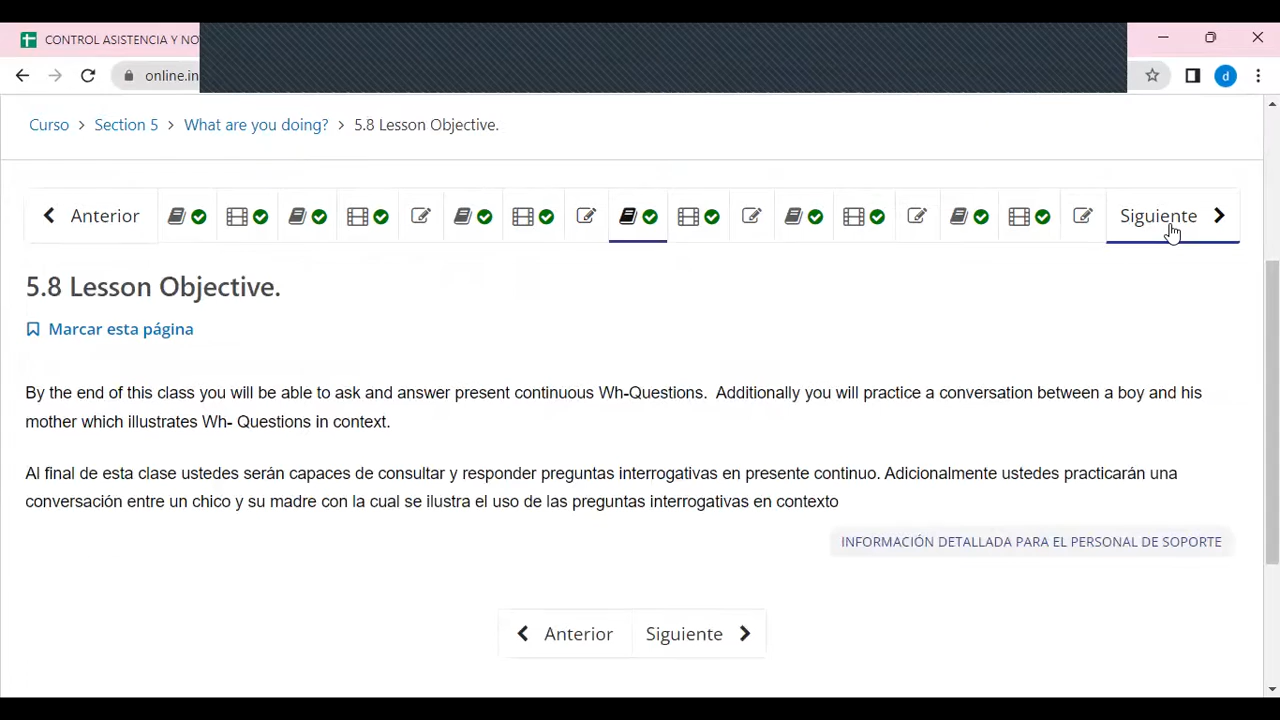 CONTROL ASISTENCIA Y NO
online.in
d
Curso > Section 5 > What are you doing? > 5.8 Lesson Objective.
Anterior
Siguiente
5.8 Lesson Objective.
Marcar esta página
By the end of this class you will be able to ask and answer present continuous Wh-Questions. Additionally you will practice a conversation between a boy and his
mother which illustrates Wh- Questions in context.
Al final de esta clase ustedes serán capaces de consultar y responder preguntas interrogativas en presente continuo. Adicionalmente ustedes practicarán una
conversación entre un chico y su madre con la cual se ilustra el uso de las preguntas interrogativas en contexto
INFORMACIÓN DETALLADA PARA EL PERSONAL DE SOPORTE
Anterior
Siguiente